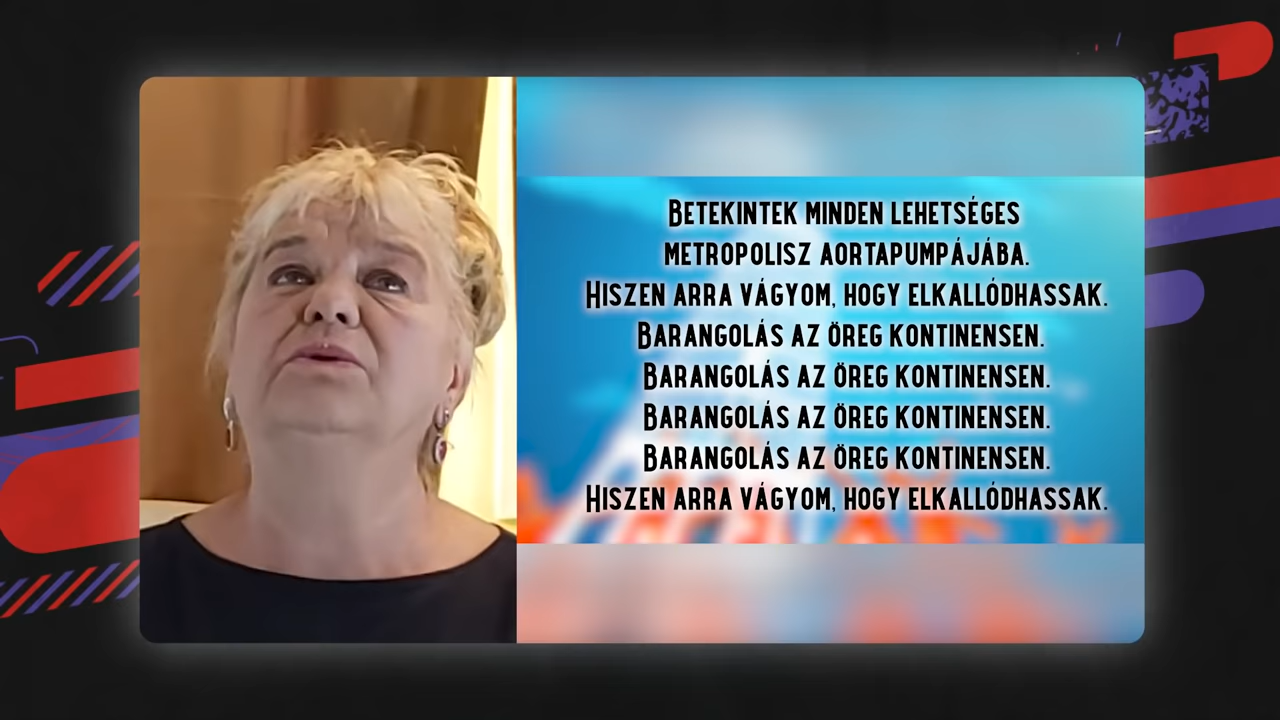 Betekintek minden lehetséges
metropolisz aortapumpájába.
Hiszen arra vágyom, hogy elkallódhassak.
Barangolás az öreg kontinensen.
Barangolás az öreg kontinensen.
Barangolás az öreg kontinensen.
Barangolás az öreg kontinensen.
Hiszen arra vágyom, hogy elkallódhassak.